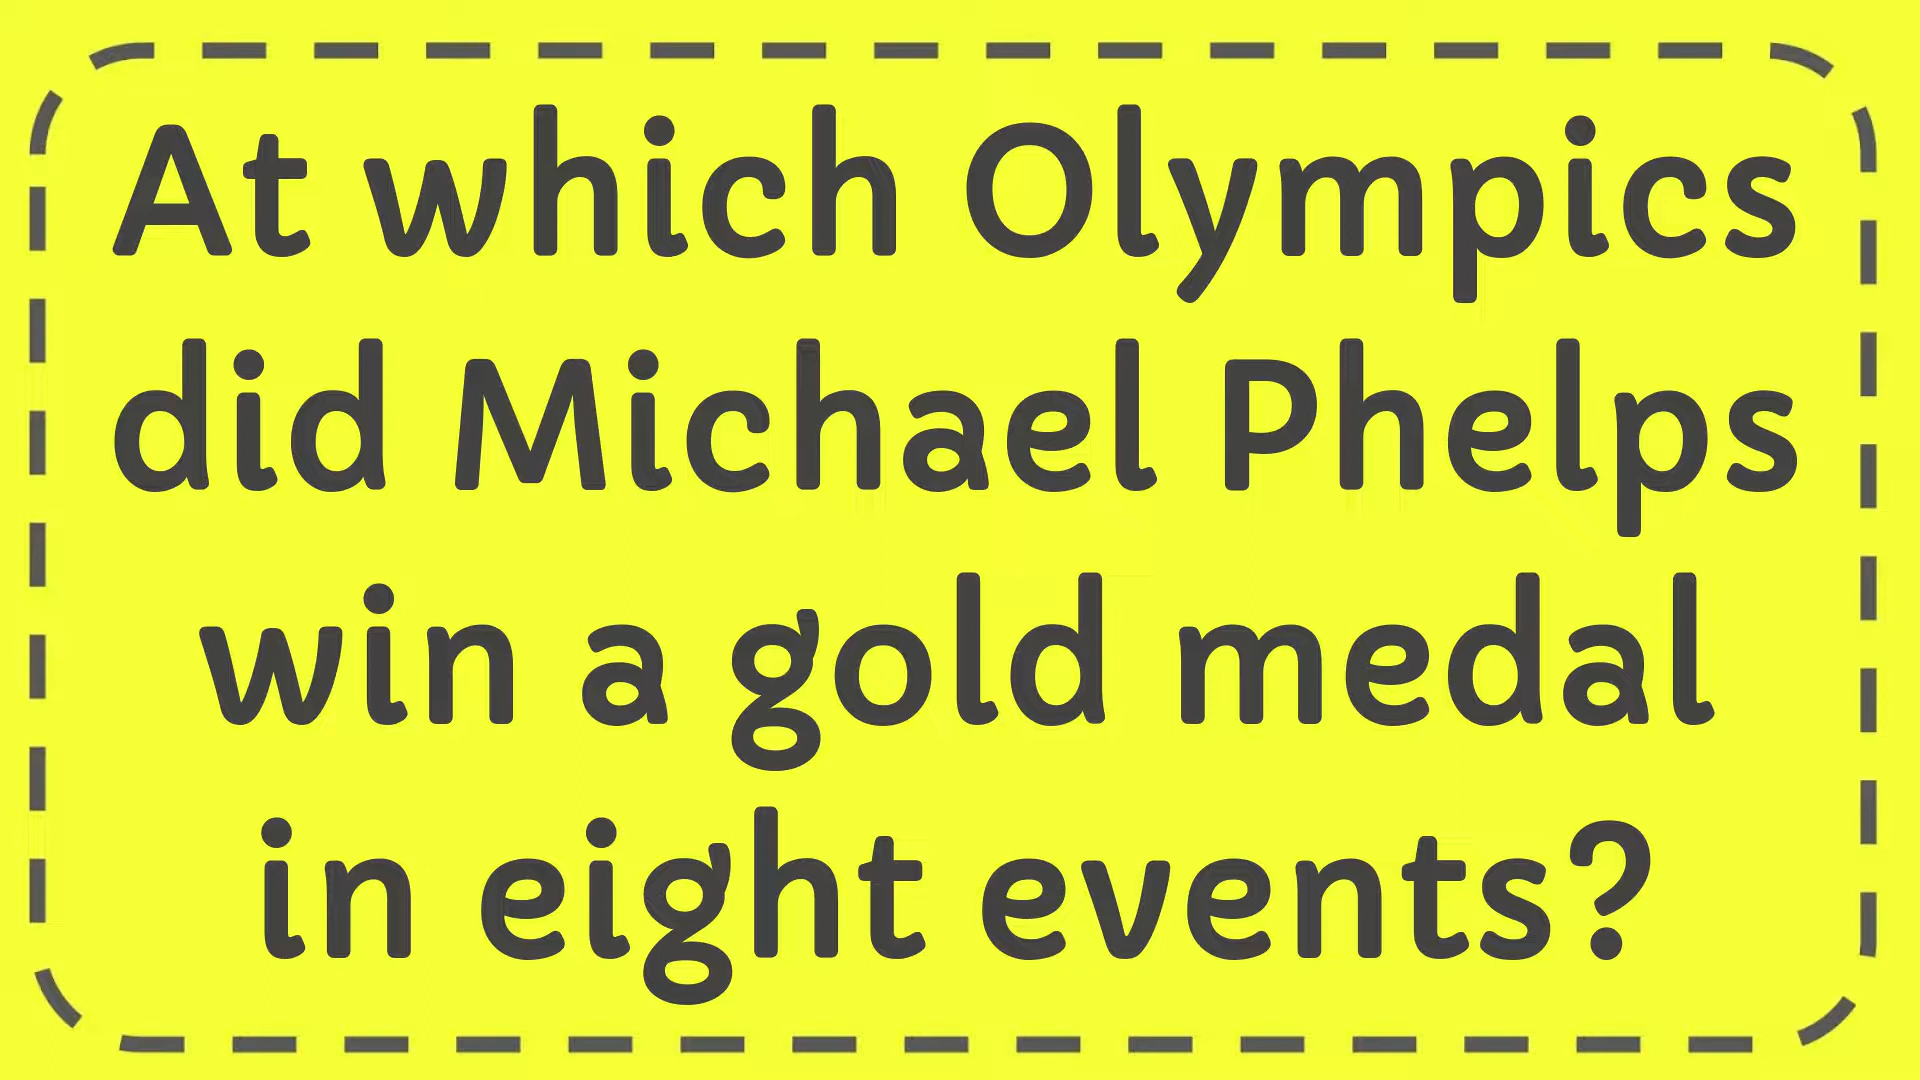 At which Olympics
did Michael Phelps
win a gold medal
in eight events?